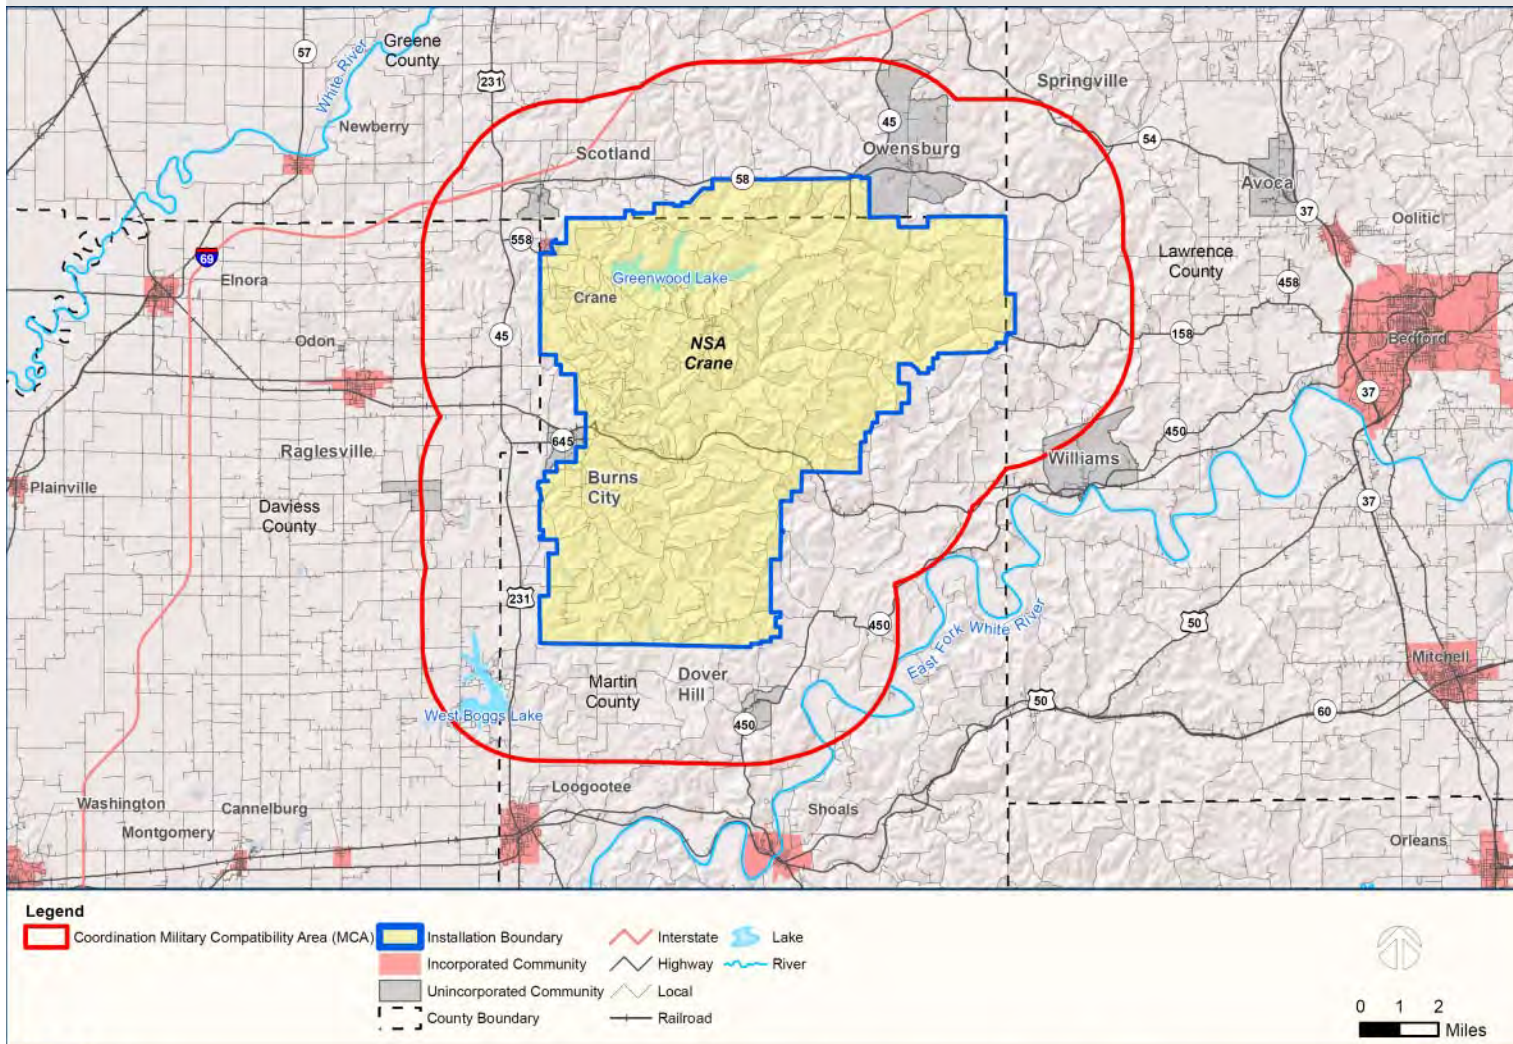 Greene
County
57
White River
231
Newberry
Springville
45
54
Scotland
Owensburg
58
Avoca
37
Oolitic
558
69
Elnora
Greenwood Lake
Crane
Lawrence
County
458
45
Odon
NSA
Crane
158
Bedford
37
645
450
Raglesville
Williams
Plainville
Burns
City
Daviess
County
37
231
450
50
East Fork White River
Mitchell
Martin
County
Dover
Hill
West Boggs Lake
450
50
60
Loogootee
Washington
Cannelburg
Shoals
Montgomery
Orleans
Legend
Coordination Military Compatibility Area (MCA)
Installation Boundary
Interstate
Lake
Incorporated Community
Highway
River
Unincorporated Community
Local
County Boundary
Railroad
0 1 2
Miles